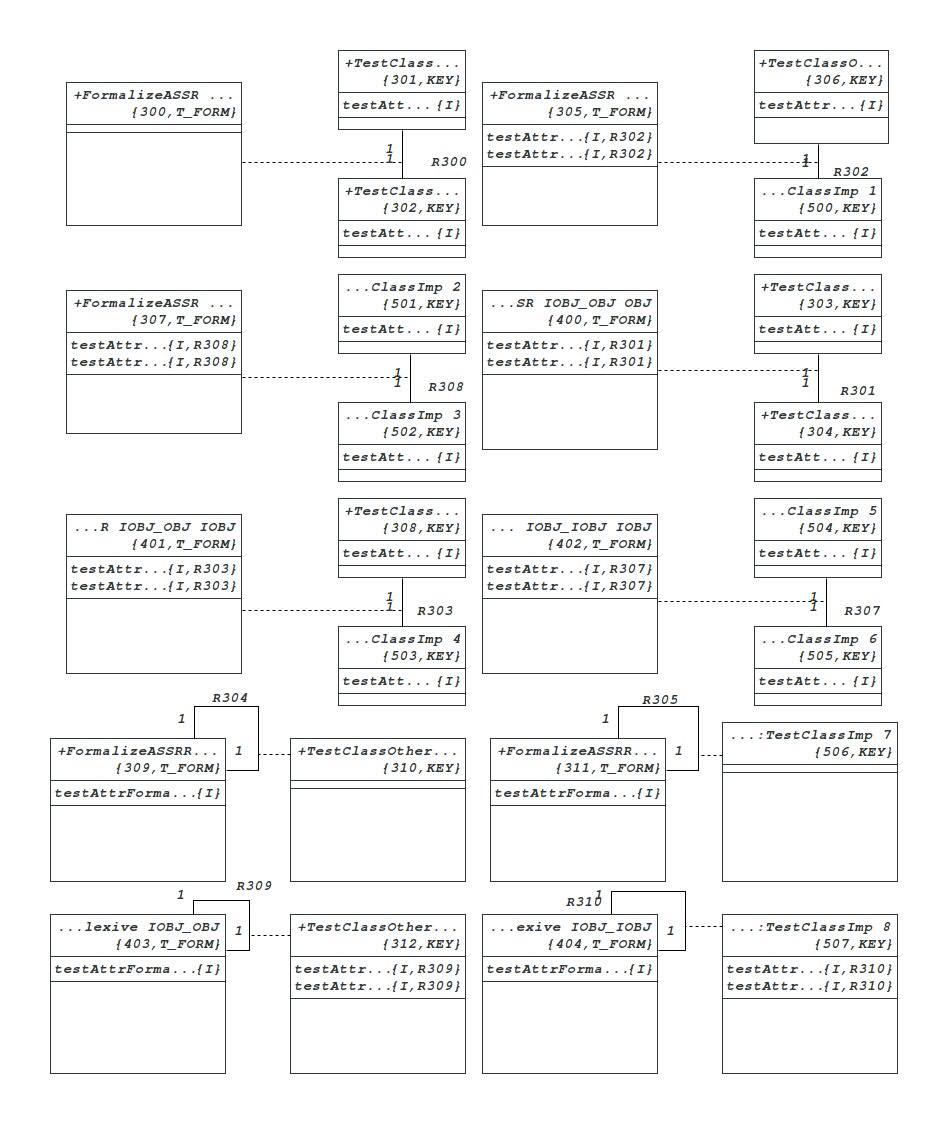 +TestClass...
{301,KEY}
testAtt... {I}
+TestClassO...
{306,KEY}
testAttr...{I}
+FormalizeASSR ...
{300,T_FORM}
+FormalizeASSR ...
{305,T_FORM}
testAttr...{I,R302}
testAttr...{I,R302}
1
1
R300
1
1
R302
+TestClass...
{302,KEY}
testAtt... {I}
...ClassImp 1
{500,KEY}
testAtt... {I}
+FormalizeASSR ...
{307,T_FORM}
testAttr...{I,R308}
testAttr...{I,R308}
...ClassImp 2
{501,KEY}
testAtt... {I}
...SR IOBJ_OBJ OBJ
{400,T_FORM}
testAttr...{I,R301}
testAttr...{I,R301}
+TestClass...
{303,KEY}
testAtt... {I}
1
1
R308
1
1
R301
...ClassImp 3
{502,KEY}
testAtt... {I}
+TestClass...
{304,KEY}
testAtt... {I}
...R IOBJ_OBJ IOBJ
{401,T_FORM}
testAttr...{I,R303}
testAttr...{I,R303}
+TestClass...
{308,KEY}
testAtt... {I}
... IOBJ_IOBJ IOBJ
{402,T_FORM}
testAttr...{I,R307}
testAttr...{I,R307}
...ClassImp 5
{504,KEY}
testAtt... {I}
1
1
R303
1
1
R307
...ClassImp 4
{503,KEY}
testAtt... {I}
...ClassImp 6
{505,KEY}
testAtt... {I}
R304
1
1
+FormalizeASSRR...
{309,T_FORM}
testAttrForma...{I}
+TestClassOther...
{310,KEY}
R305
1
1
+FormalizeASSRR...
{311,T_FORM}
testAttrForma...{I}
...:TestClassImp 7
{506,KEY}
R309
1
1
...lexive IOBJ_OBJ
{403,T_FORM}
testAttrForma...{I}
+TestClassOther...
{312,KEY}
testAttr...{I,R309}
testAttr...{I,R309}
R310
1
1
...exive IOBJ_IOBJ
{404,T_FORM}
testAttrForma...{I}
...:TestClassImp 8
{507,KEY}
testAttr...{I,R310}
testAttr...{I,R310}